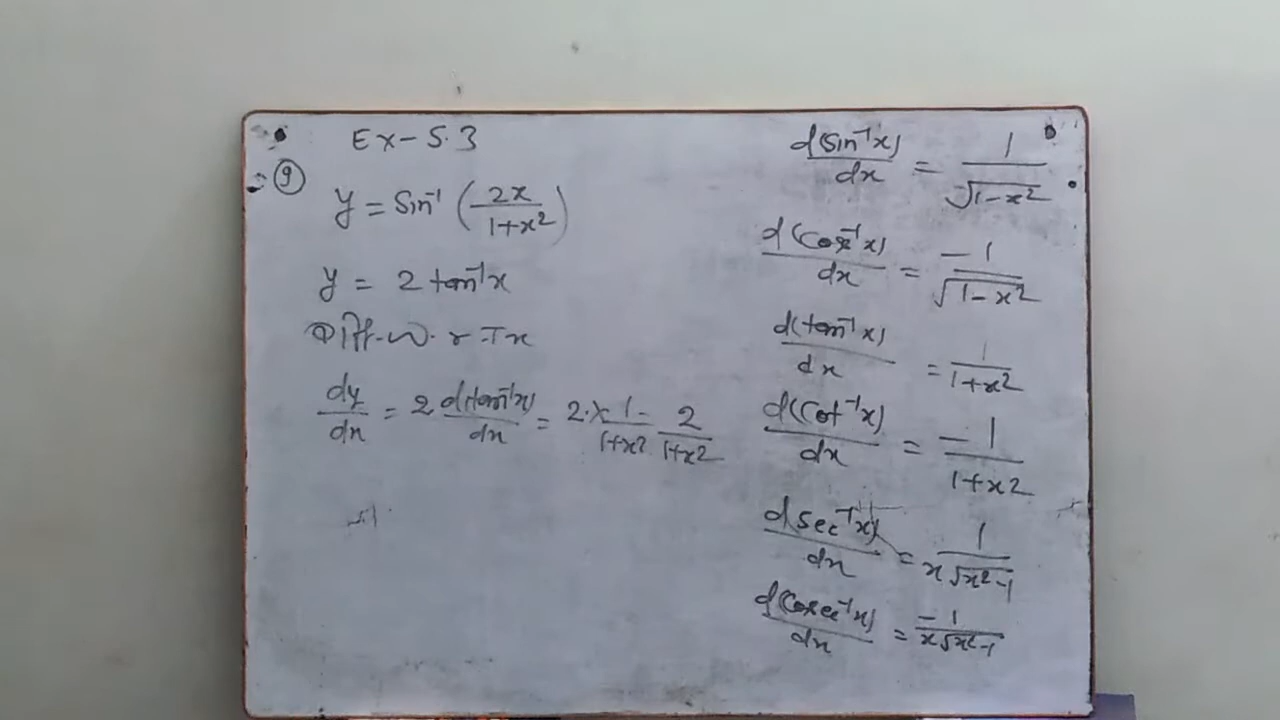 Ex-5.3
9
y = Sin⁻¹ (2x/1+x²)
y = 2 tan⁻¹x
Diff. w. r. T x
dy/dx = 2 d(tan⁻¹x)/dx = 2 × 1/1+x² = 2/1+x²
d(Sin⁻¹x)/dx = 1/√1-x²
d(Cos⁻¹x)/dx = -1/√1-x²
d(tan⁻¹x)/dx = 1/1+x²
d(Cot⁻¹x)/dx = -1/1+x²
d(Sec⁻¹x)/dx = 1/x√x²-1
d(Cosec⁻¹x)/dx = -1/x√x²-1